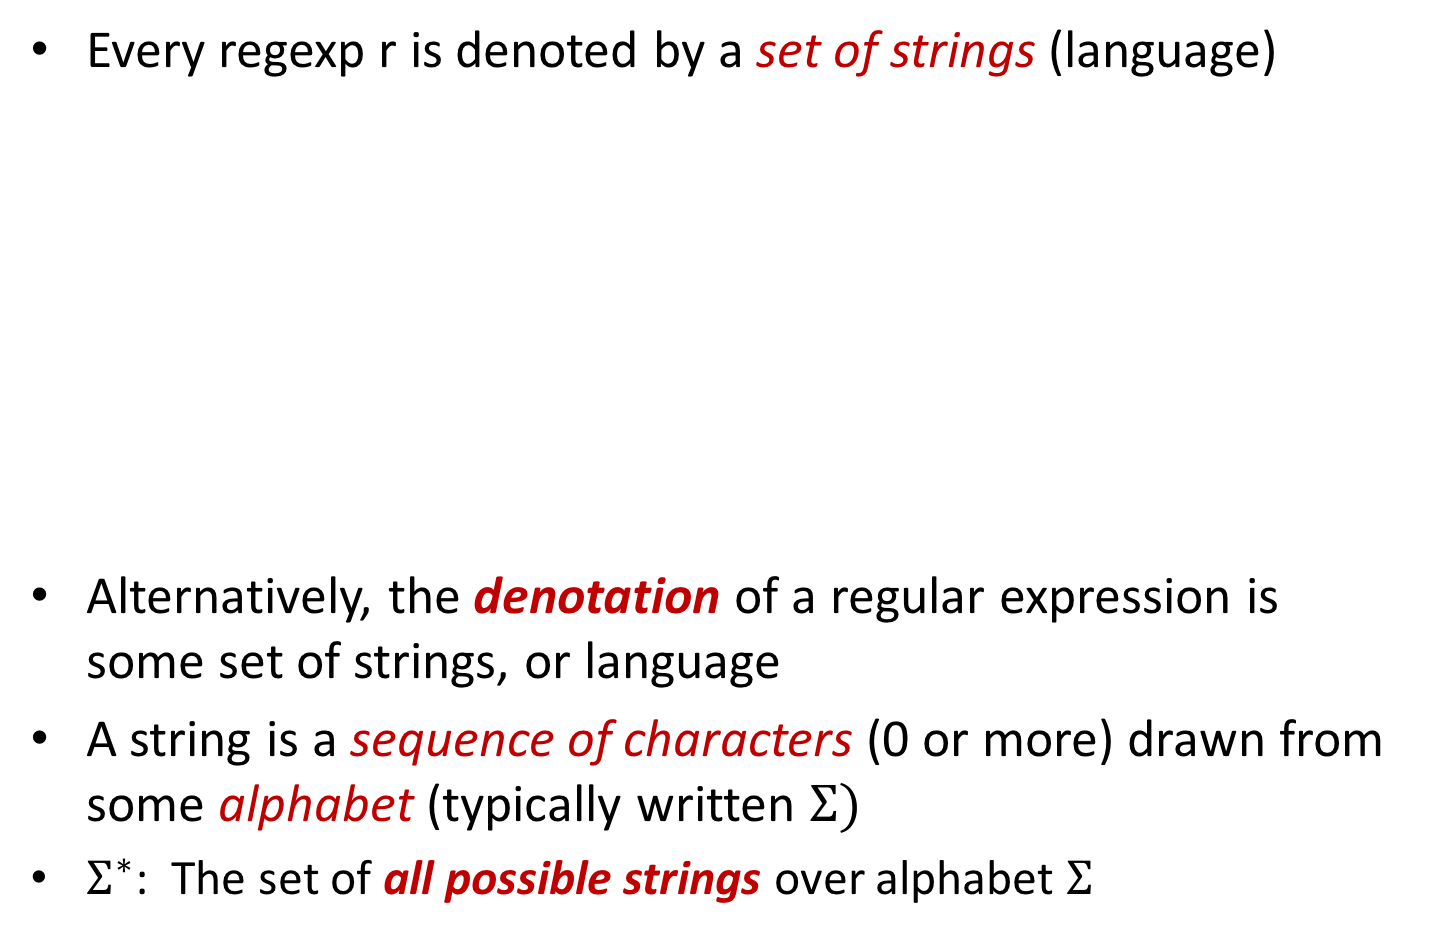 • Every regexp r is denoted by a set of strings (language)
• Alternatively, the denotation of a regular expression is
some set of strings, or language
• A string is a sequence of characters (0 or more) drawn from
some alphabet (typically written Σ)
• Σ*: The set of all possible strings over alphabet Σ